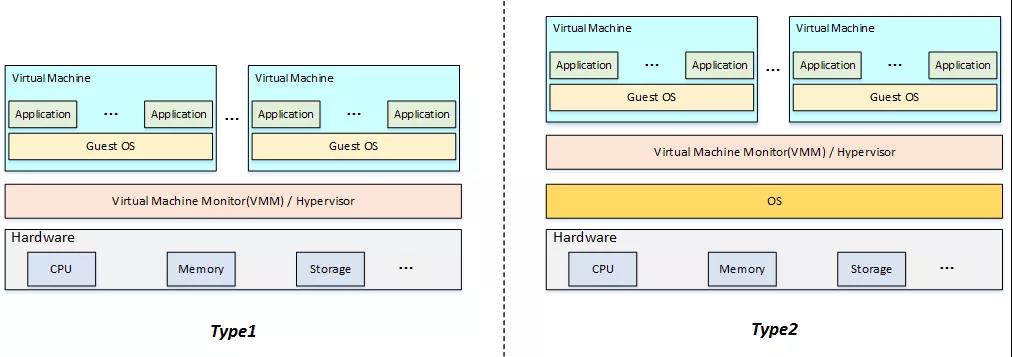 Virtual Machine
Application
...
Application
Guest OS
...
Virtual Machine
Application
...
Application
Guest OS
Virtual Machine Monitor(VMM) / Hypervisor
Hardware
CPU
Memory
Storage
...
Type1
Virtual Machine
Application
...
Application
Guest OS
...
Virtual Machine
Application
...
Application
Guest OS
Virtual Machine Monitor(VMM) / Hypervisor
OS
Hardware
CPU
Memory
Storage
...
Type2